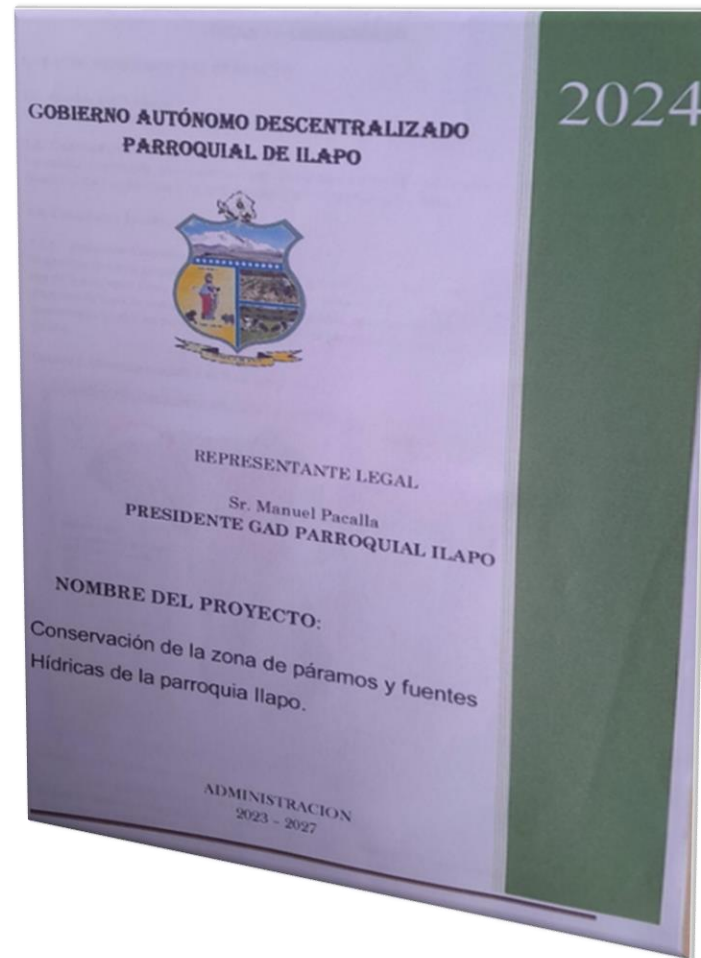 2024
GOBIERNO AUTÓNOMO DESCENTRALIZADO
PARROQUIAL DE ILAPO
REPRESENTANTE LEGAL
Sr. Manuel Pacalla
PRESIDENTE GAD PARROQUIAL ILAPO
NOMBRE DEL PROYECTO:
Conservación de la zona de páramos y fuentes
Hídricas de la parroquia Ilapo.
ADMINISTRACION
2023 - 2027